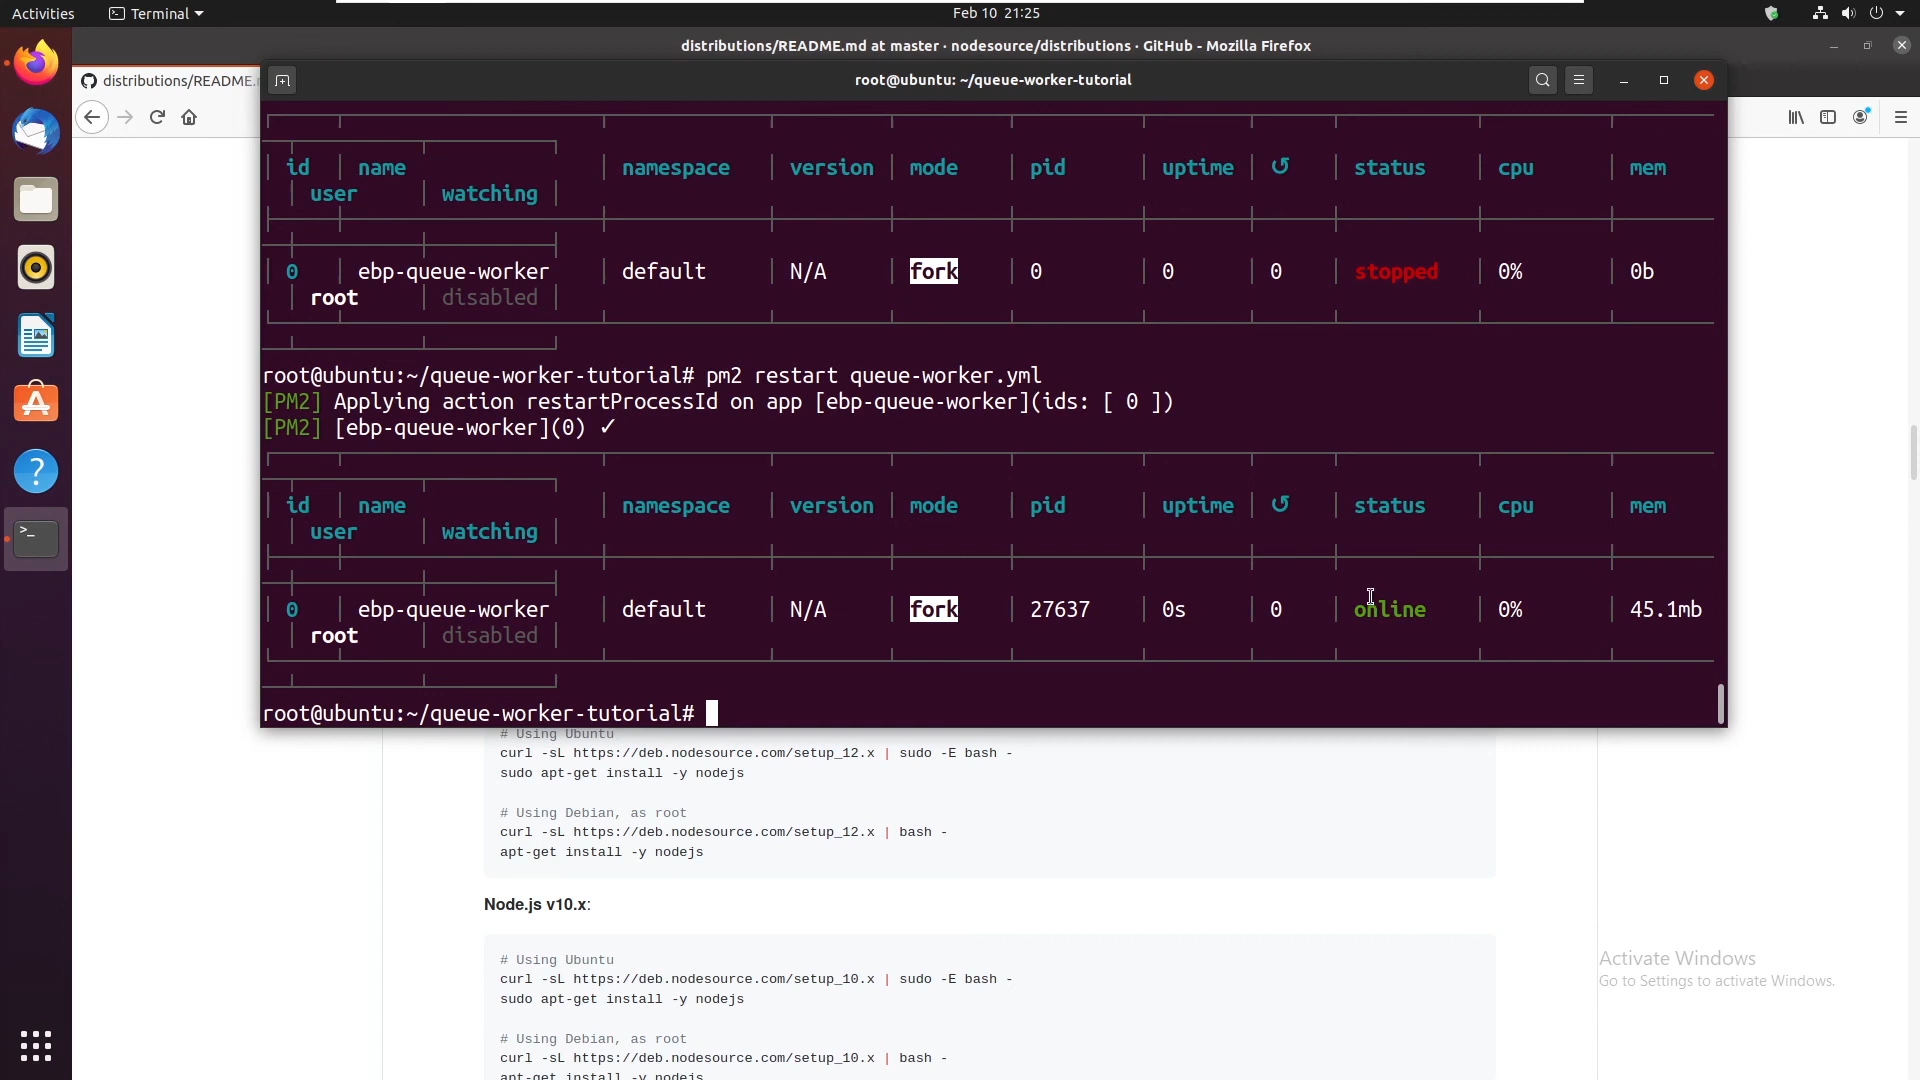 Activities Terminal Feb 10 21:25
distributions/README.md at master · nodesource/distributions · GitHub - Mozilla Firefox
distributions/README.
root@ubuntu: ~/queue-worker-tutorial
id name namespace version mode pid uptime ↺ status cpu mem
user watching
0 ebp-queue-worker default N/A fork 0 0 0 stopped 0% 0b
root disabled
root@ubuntu:~/queue-worker-tutorial# pm2 restart queue-worker.yml
[PM2] Applying action restartProcessId on app [ebp-queue-worker](ids: [ 0 ])
[PM2] [ebp-queue-worker](0) ✓
id name namespace version mode pid uptime ↺ status cpu mem
user watching
0 ebp-queue-worker default N/A fork 27637 0s 0 online 0% 45.1mb
root disabled
root@ubuntu:~/queue-worker-tutorial#
# Using Ubuntu
curl -sL https://deb.nodesource.com/setup_12.x | sudo -E bash -
sudo apt-get install -y nodejs
# Using Debian, as root
curl -sL https://deb.nodesource.com/setup_12.x | bash -
apt-get install -y nodejs
Node.js v10.x:
# Using Ubuntu
curl -sL https://deb.nodesource.com/setup_10.x | sudo -E bash -
sudo apt-get install -y nodejs
# Using Debian, as root
curl -sL https://deb.nodesource.com/setup_10.x | bash -
apt-get install -y nodejs
Activate Windows
Go to Settings to activate Windows.